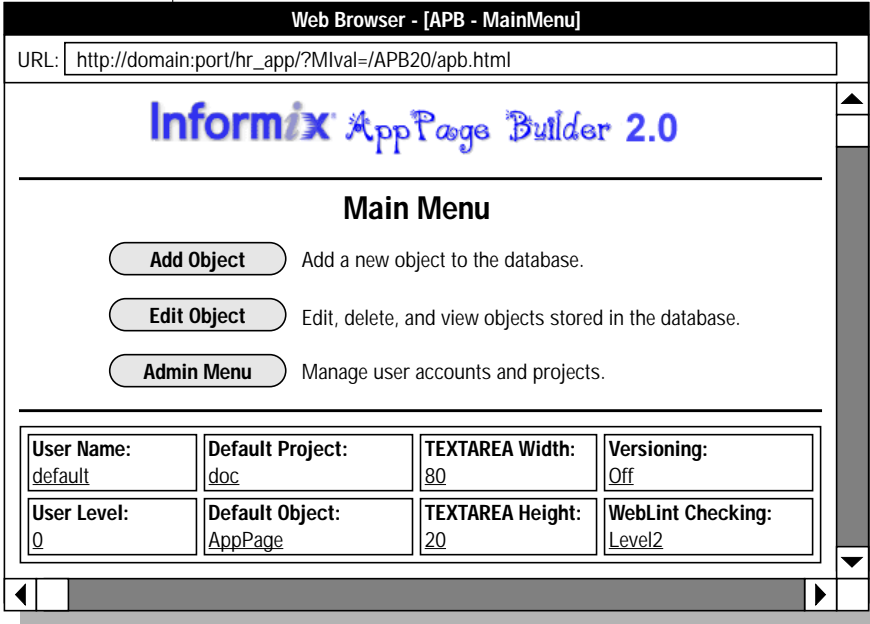 Web Browser - [APB - MainMenu]
URL: http://domain:port/hr_app/?MIval=/APB20/apb.html
Informix AppPage Builder 2.0
Main Menu
Add Object Add a new object to the database.
Edit Object Edit, delete, and view objects stored in the database.
Admin Menu Manage user accounts and projects.
User Name: Default Project: TEXTAREA Width: Versioning:
default doc 80 Off
User Level: Default Object: TEXTAREA Height: WebLint Checking:
0 AppPage 20 Level2